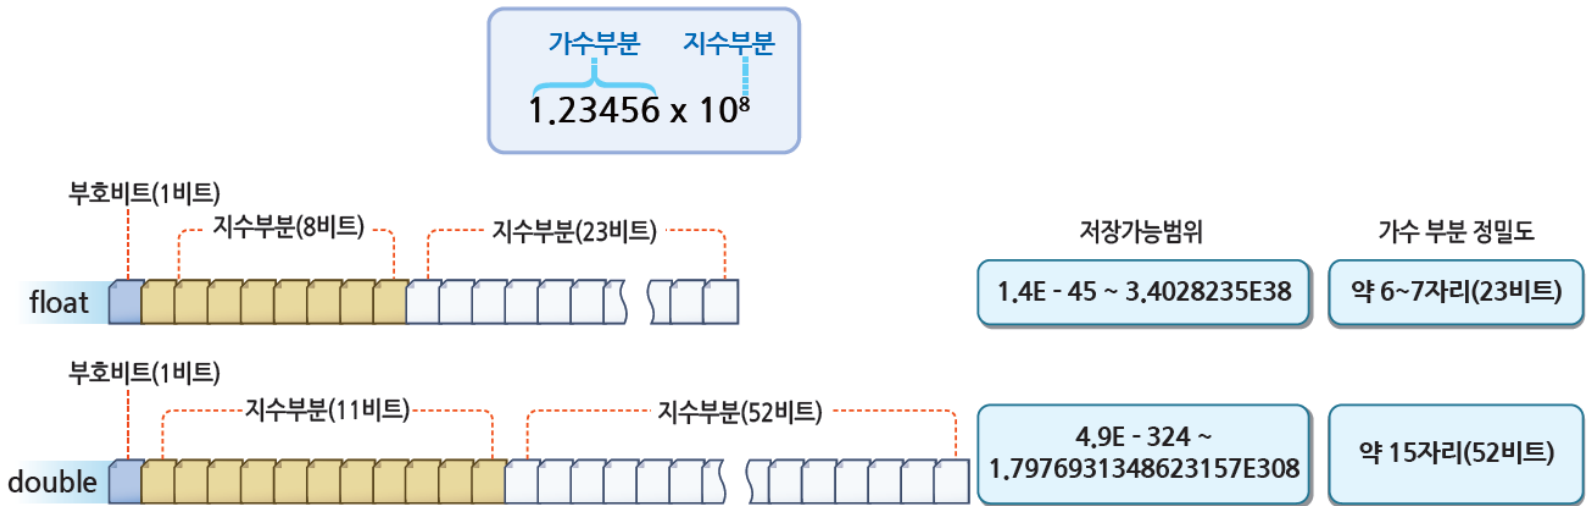 가수부분 지수부분
1.23456 x 10⁸
부호비트(1비트)
지수부분(8비트) 지수부분(23비트) 저장가능범위 가수 부분 정밀도
float 1.4E - 45 ~ 3.4028235E38 약 6~7자리(23비트)
부호비트(1비트)
지수부분(11비트) 지수부분(52비트)
double 4.9E - 324 ~
1.7976931348623157E308 약 15자리(52비트)